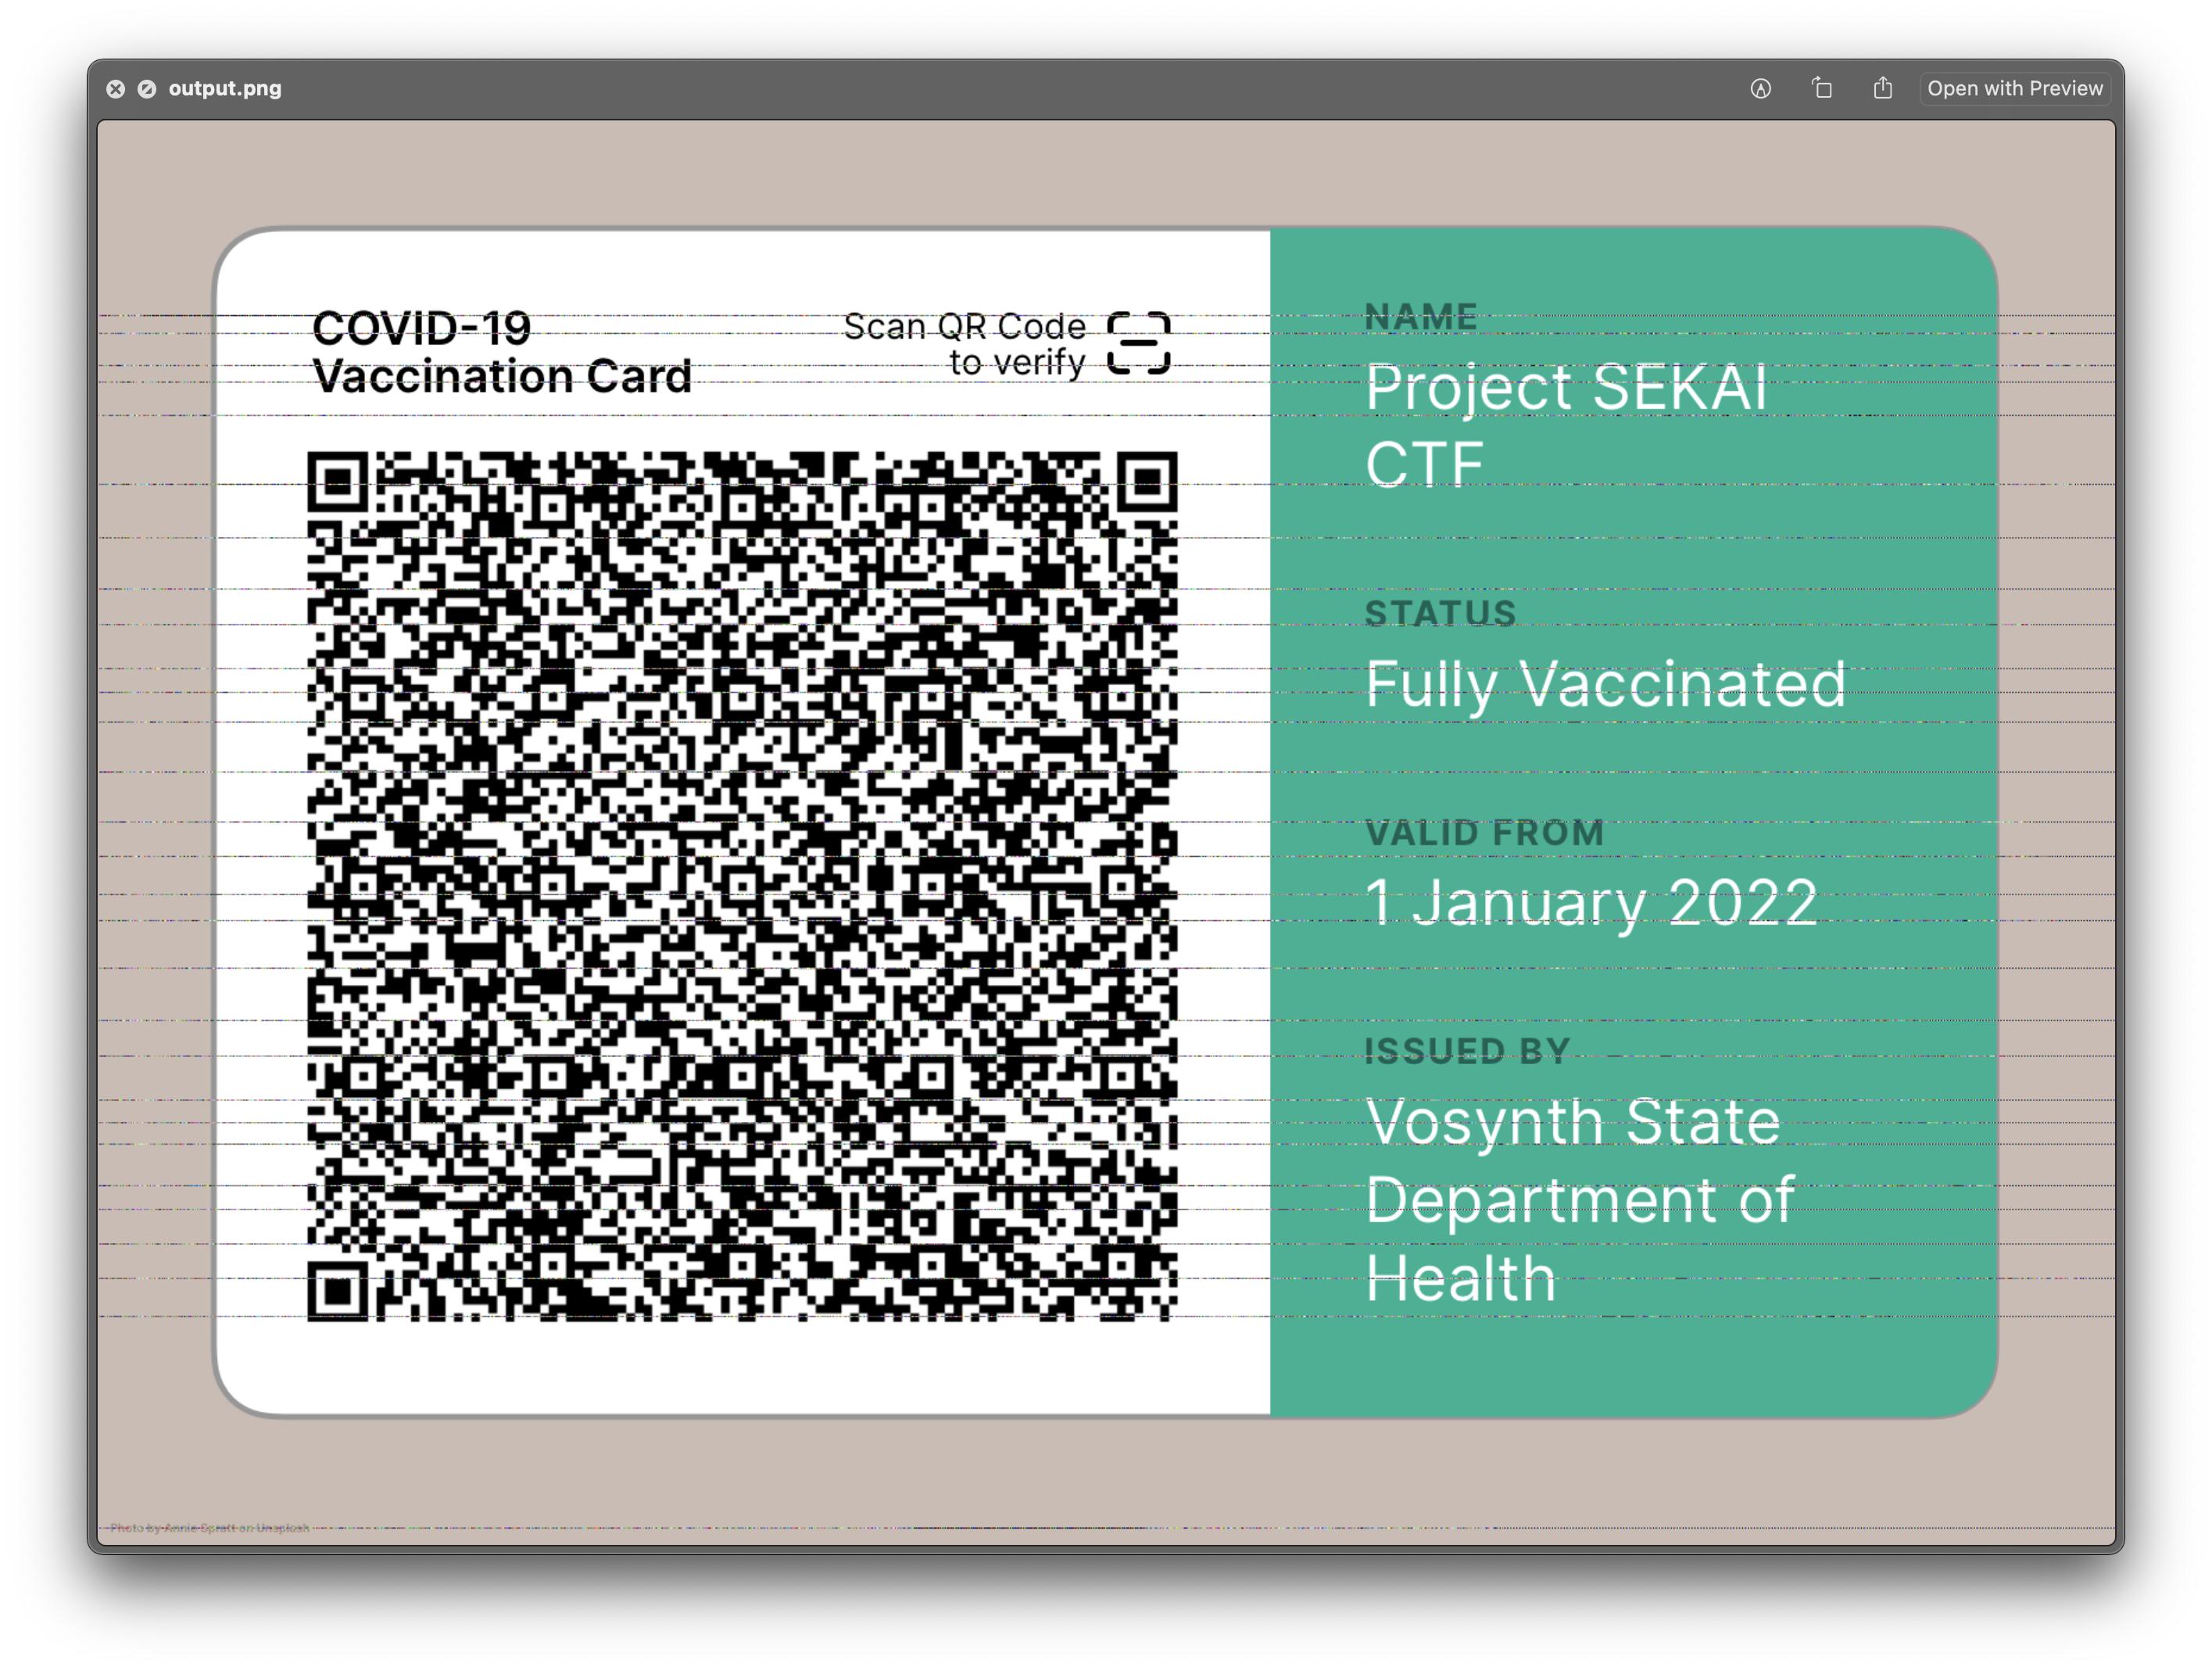 output.png
Open with Preview
COVID-19
Vaccination Card
Scan QR Code
to verify
NAME
Project SEKAI
CTF
STATUS
Fully Vaccinated
VALID FROM
1 January 2022
ISSUED BY
Vosynth State
Department of
Health
Photo by Annie Spratt on Unsplash